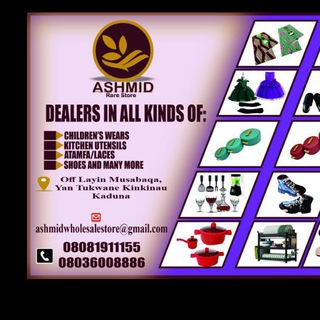 ASHMID
Rare Store
DEALERS IN ALL KINDS OF:
CHILDREN'S WEARS
KITCHEN UTENSILS
ATAMFA/LACES
SHOES AND MANY MORE
Off Layin Musabaqa,
Yan Tukwane Kinkinau
Kaduna
ashmidwholesalestore@gmail.com
08081911155
08036008886